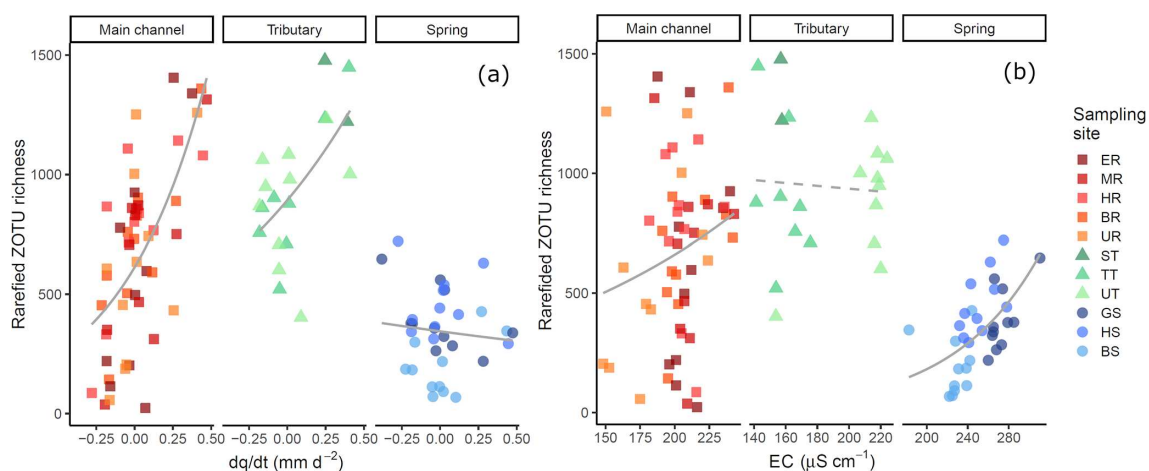 Main channel Tributary Spring
(a)
Rarefied ZOTU richness
1500
1000
500
0
−0.25 0.00 0.25 0.50 −0.25 0.00 0.25 0.50 −0.25 0.00 0.25 0.50
dq/dt (mm d−2)
Main channel Tributary Spring
(b)
Rarefied ZOTU richness
1500
1000
500
0
150 175 200 225 140 160 180 200 220 200 240 280
EC (μS cm−1)
Sampling
site
ER
MR
HR
BR
UR
ST
TT
UT
GS
HS
BS